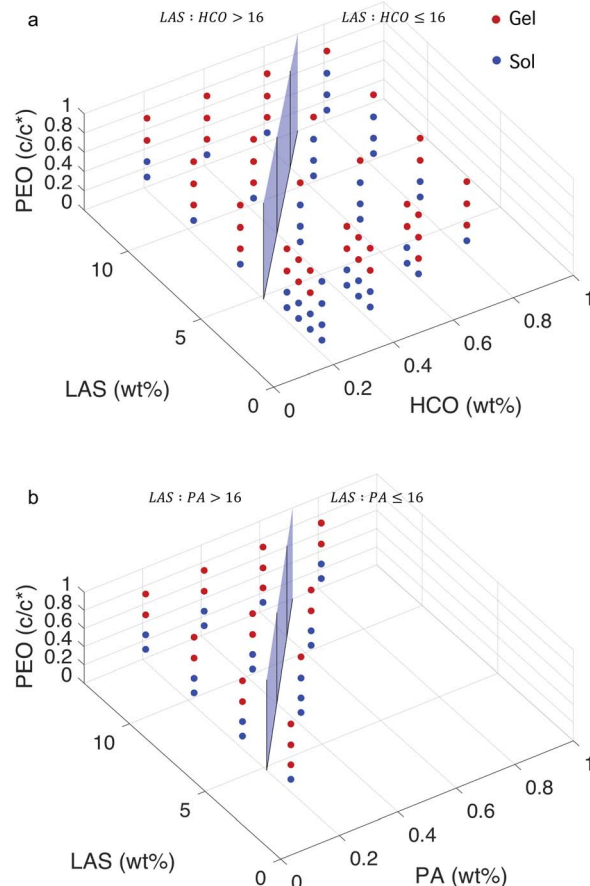 a
LAS : HCO > 16
LAS : HCO ≤ 16
Gel
Sol
PEO (c/c*)
1
0.8
0.6
0.4
0.2
0
10
5
0
LAS (wt%)
0
0.2
0.4
0.6
0.8
1
HCO (wt%)
b
LAS : PA > 16
LAS : PA ≤ 16
PEO (c/c*)
1
0.8
0.6
0.4
0.2
0
10
5
0
LAS (wt%)
0
0.2
0.4
0.6
0.8
1
PA (wt%)